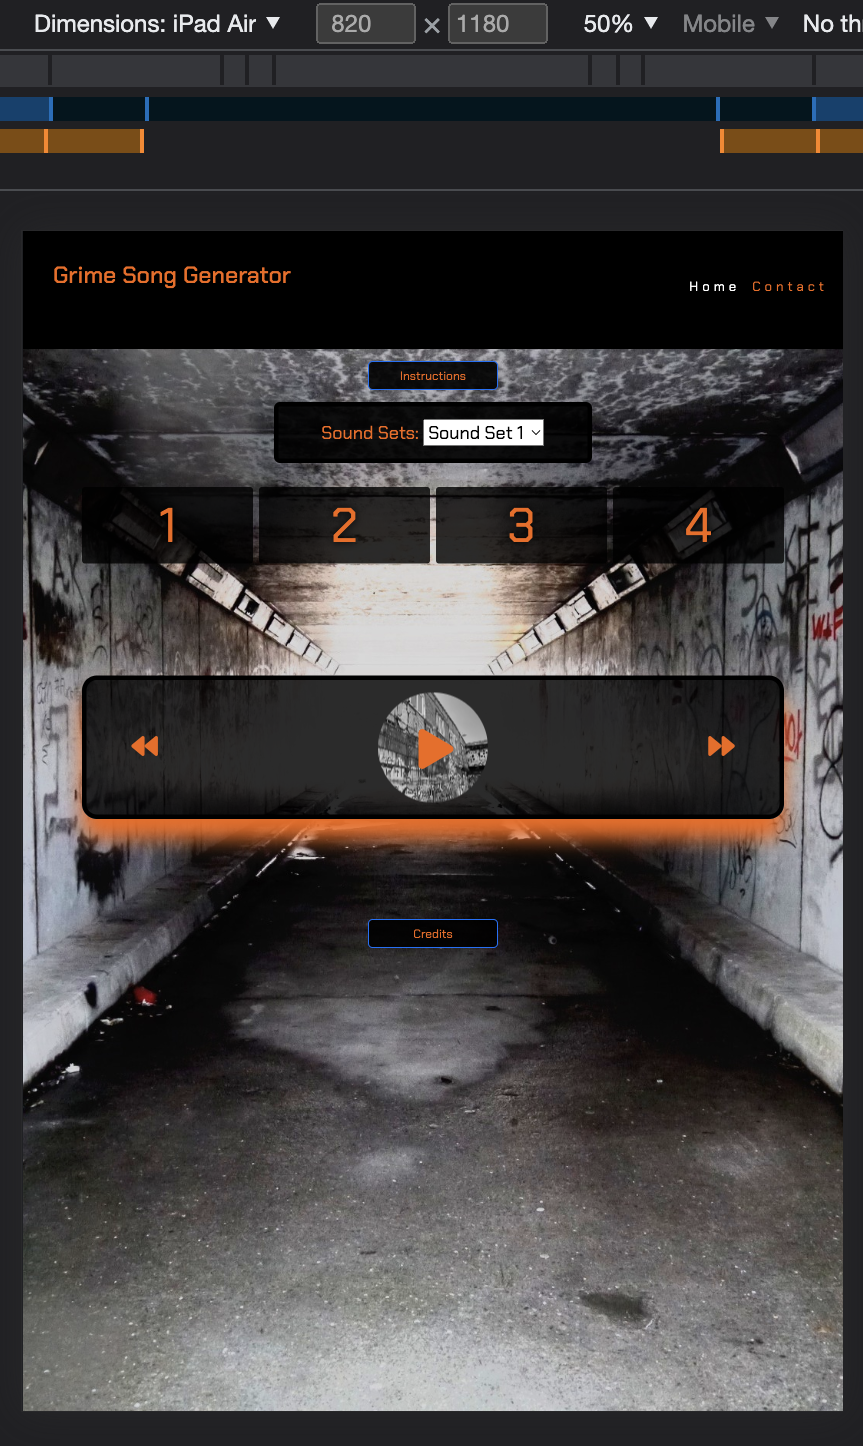 Dimensions: iPad Air ▼ 820 × 1180 50% ▼ Mobile ▼ No th
Grime Song Generator
Home Contact
Instructions
Sound Sets: Sound Set 1
1 2 3 4
Credits